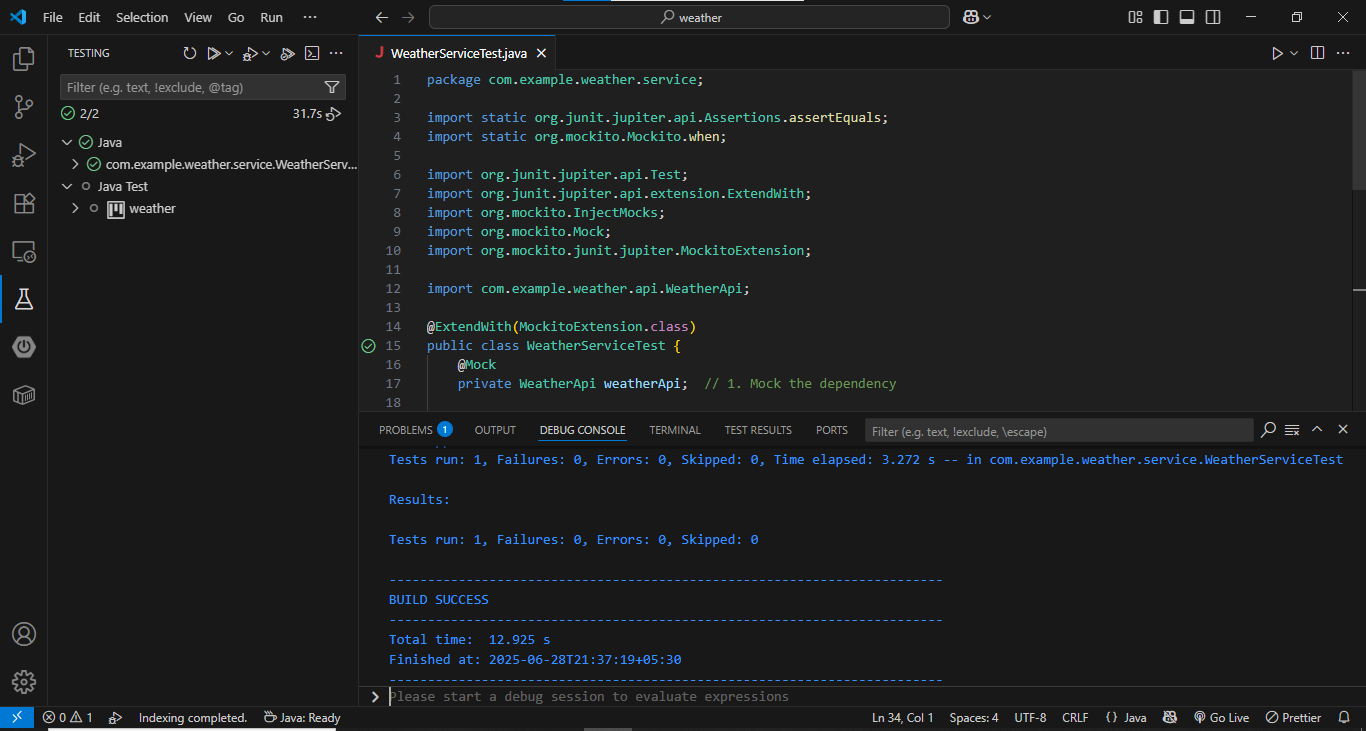 File Edit Selection View Go Run ···
weather
TESTING
Filter (e.g. text, !exclude, @tag)
2/2 31.7s
Java
com.example.weather.service.WeatherServ...
Java Test
weather
WeatherServiceTest.java
1 package com.example.weather.service;
2
3 import static org.junit.jupiter.api.Assertions.assertEquals;
4 import static org.mockito.Mockito.when;
5
6 import org.junit.jupiter.api.Test;
7 import org.junit.jupiter.api.extension.ExtendWith;
8 import org.mockito.InjectMocks;
9 import org.mockito.Mock;
10 import org.mockito.junit.jupiter.MockitoExtension;
11
12 import com.example.weather.api.WeatherApi;
13
14 @ExtendWith(MockitoExtension.class)
15 public class WeatherServiceTest {
16 @Mock
17 private WeatherApi weatherApi; // 1. Mock the dependency
18
PROBLEMS 1 OUTPUT DEBUG CONSOLE TERMINAL TEST RESULTS PORTS Filter (e.g. text, !exclude, \escape)
Tests run: 1, Failures: 0, Errors: 0, Skipped: 0, Time elapsed: 3.272 s -- in com.example.weather.service.WeatherServiceTest
Results:
Tests run: 1, Failures: 0, Errors: 0, Skipped: 0
------------------------------------------------------------------------
BUILD SUCCESS
------------------------------------------------------------------------
Total time:  12.925 s
Finished at: 2025-06-28T21:37:19+05:30
------------------------------------------------------------------------
Please start a debug session to evaluate expressions
0 1 Indexing completed. Java: Ready Ln 34, Col 1 Spaces: 4 UTF-8 CRLF {} Java Go Live Prettier